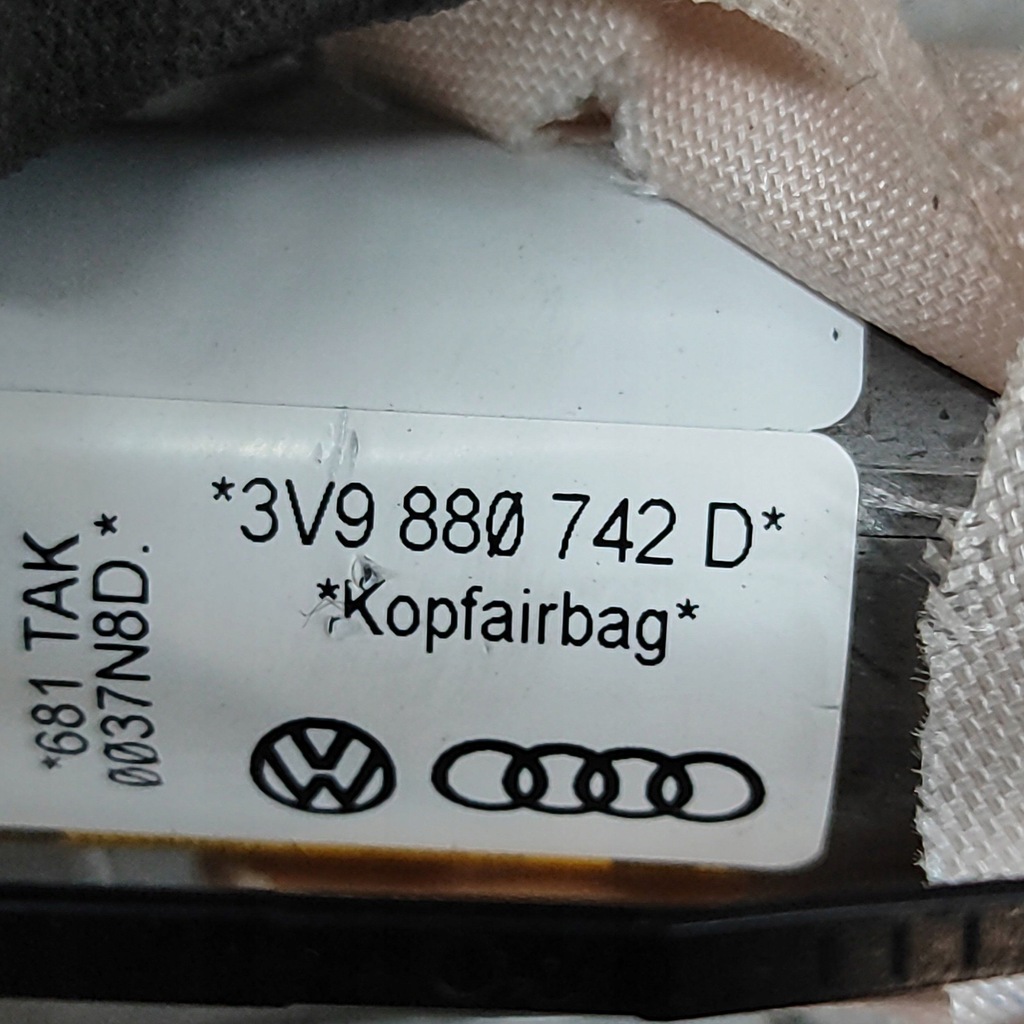 *3V9 880 742 D*
*Kopfairbag*
*681 TAK
0037N8D.*